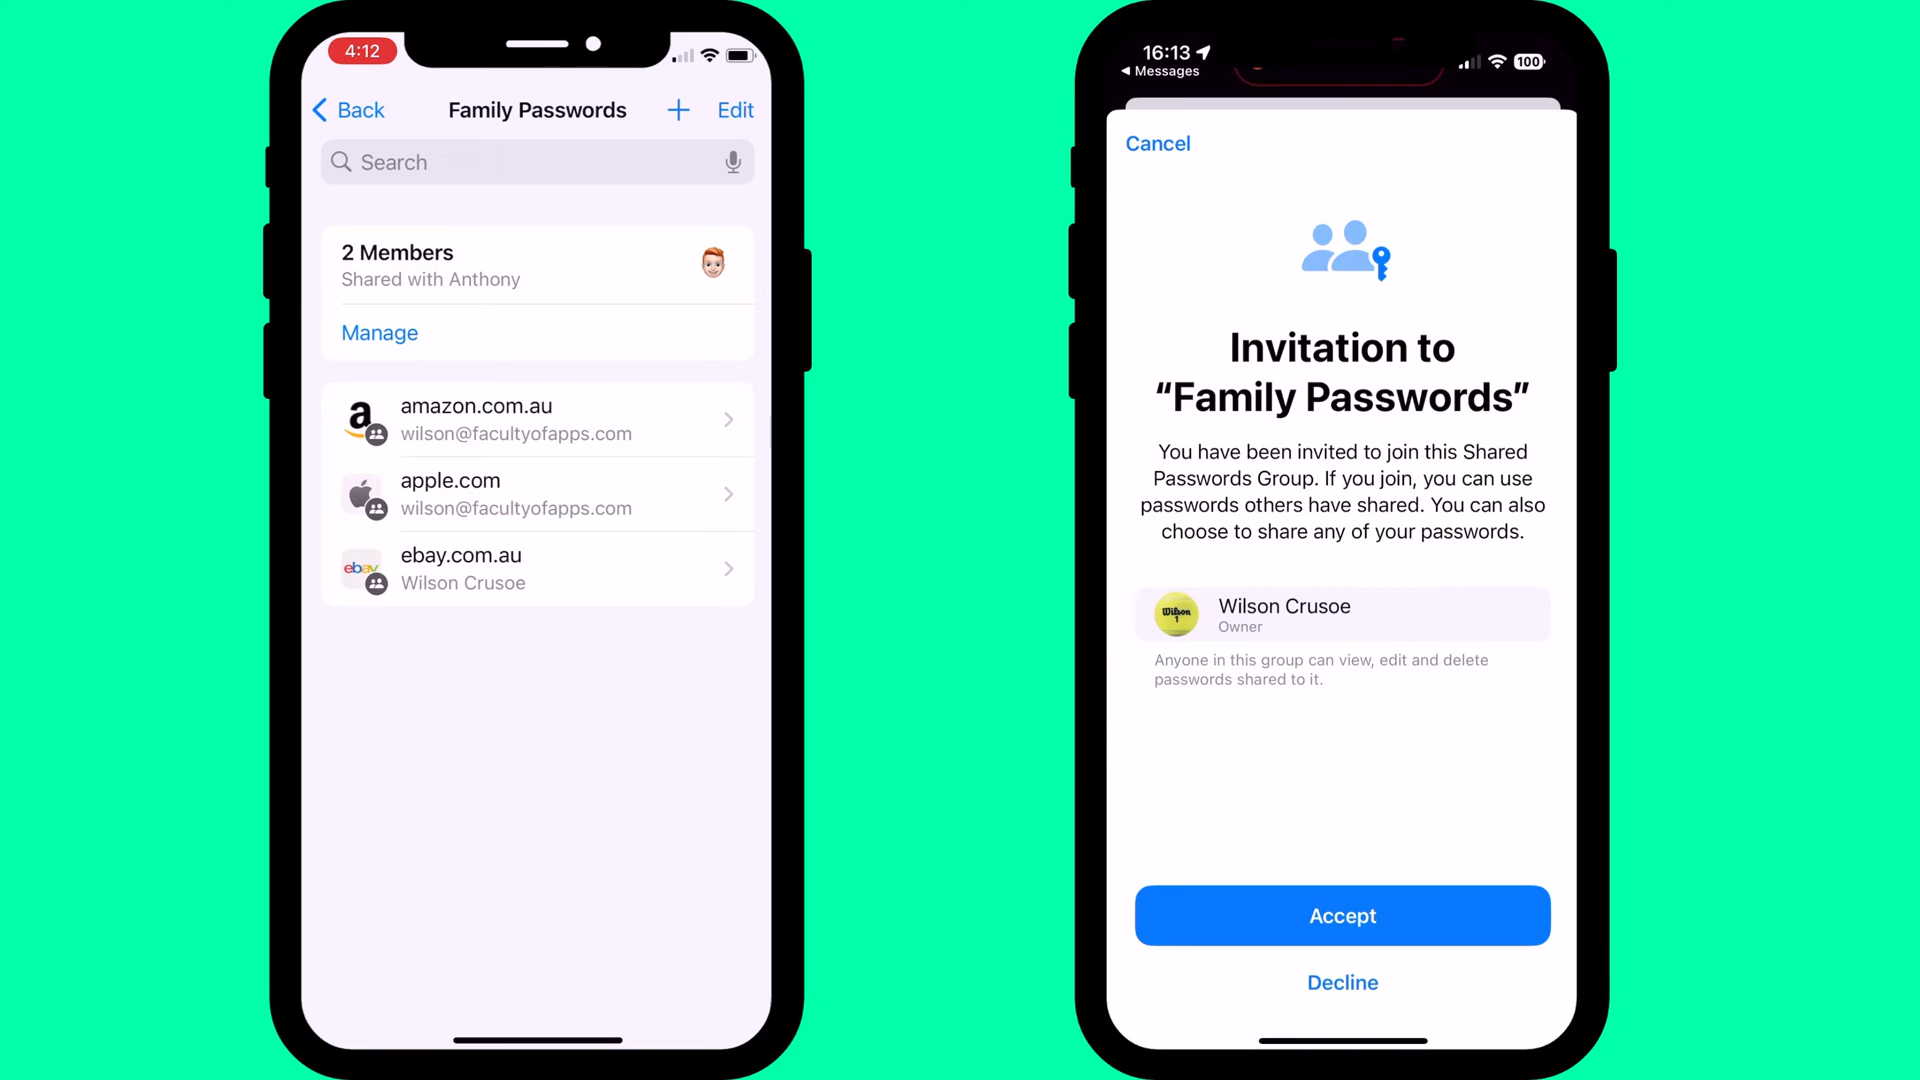 4:12
Back
Family Passwords
Edit
Search
2 Members
Shared with Anthony
Manage
a
amazon.com.au
wilson@facultyofapps.com
apple.com
wilson@facultyofapps.com
ebay
ebay.com.au
Wilson Crusoe
16:13
Messages
100
Cancel
Invitation to
“Family Passwords”
You have been invited to join this Shared
Passwords Group. If you join, you can use
passwords others have shared. You can also
choose to share any of your passwords.
Wilson
1
Wilson Crusoe
Owner
Anyone in this group can view, edit and delete
passwords shared to it.
Accept
Decline